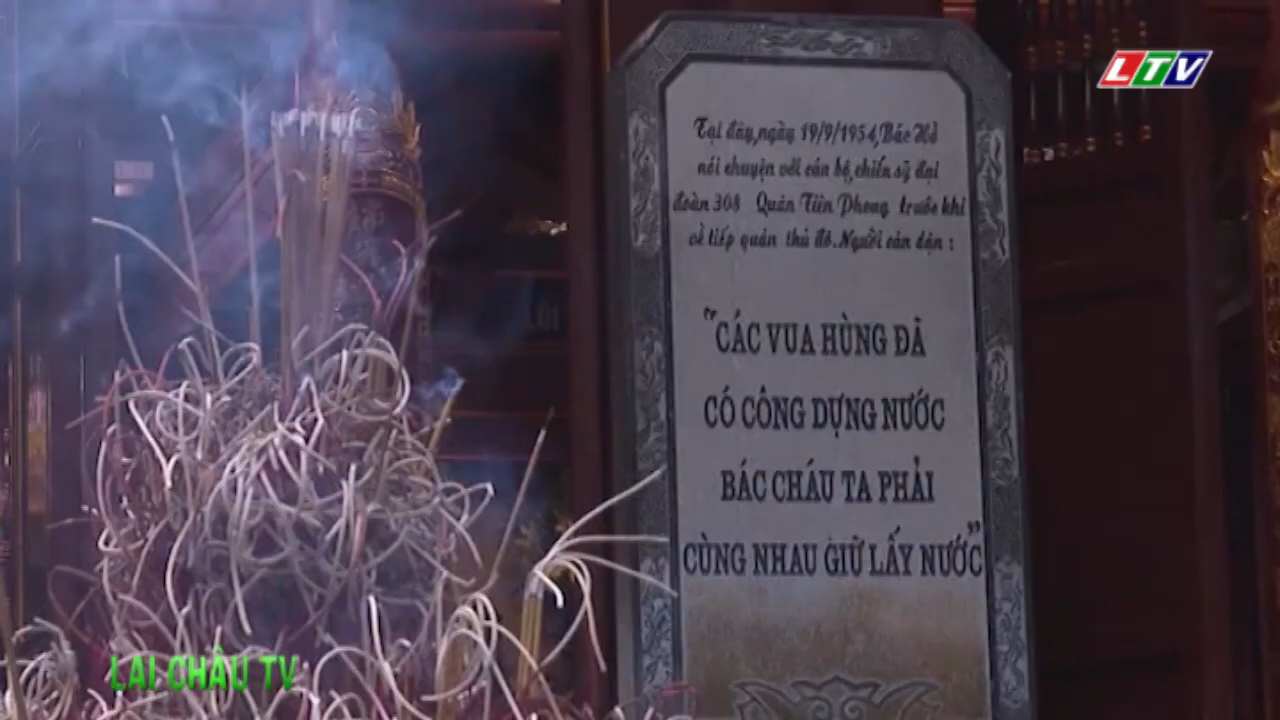 LTV
Tại đây, ngày 19/9/1954, Bác Hồ
nói chuyện với cán bộ, chiến sỹ đại
đoàn 308 Quân Tiên Phong trước khi
về tiếp quản thủ đô. Người căn dặn :
"CÁC VUA HÙNG ĐÃ
CÓ CÔNG DỰNG NƯỚC
BÁC CHÁU TA PHẢI
CÙNG NHAU GIỮ LẤY NƯỚC"
LAI CHÂU TV